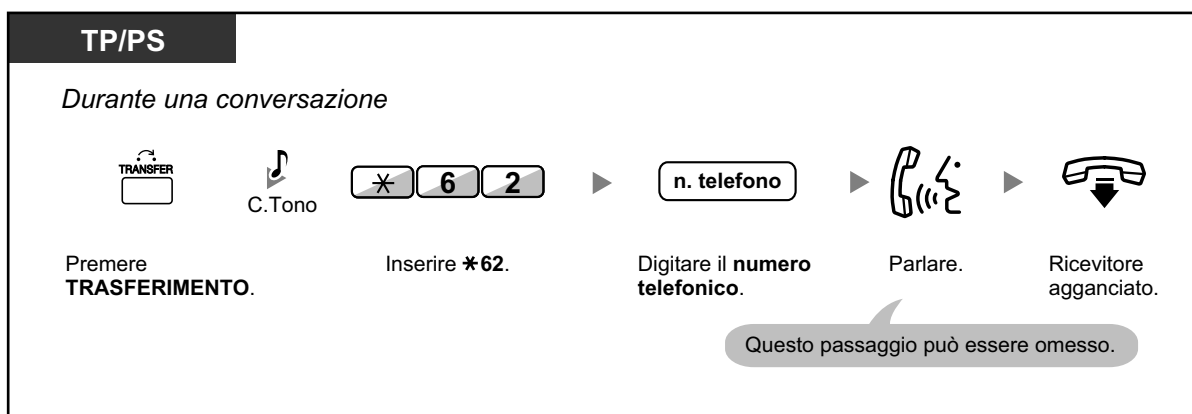 TP/PS
Durante una conversazione
TRANSFER
C.Tono
* 6 2
n. telefono
Premere
TRASFERIMENTO.
Inserire *62.
Digitare il numero
telefonico.
Parlare.
Ricevitore
agganciato.
Questo passaggio può essere omesso.